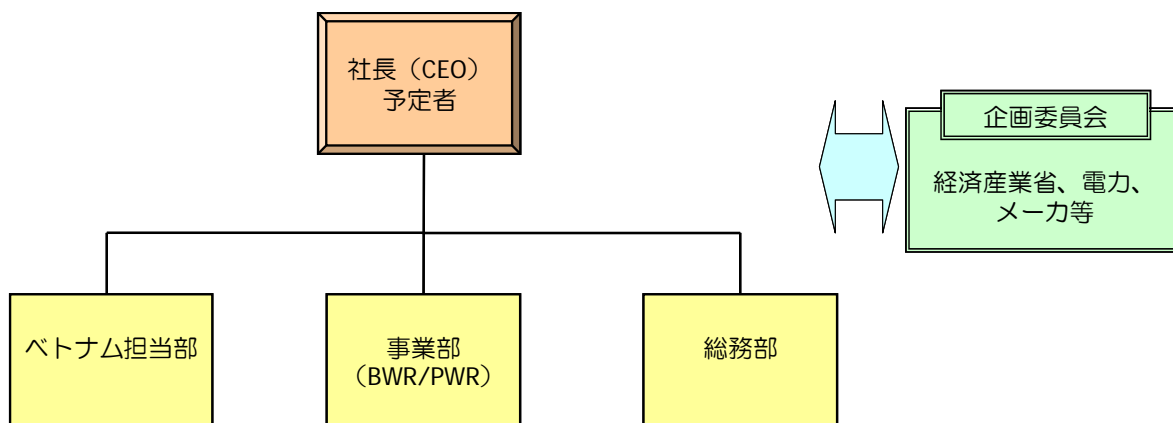 社長（CEO）
予定者
企画委員会
経済産業省、電力、
メーカ等
ベトナム担当部
事業部
（BWR/PWR）
総務部